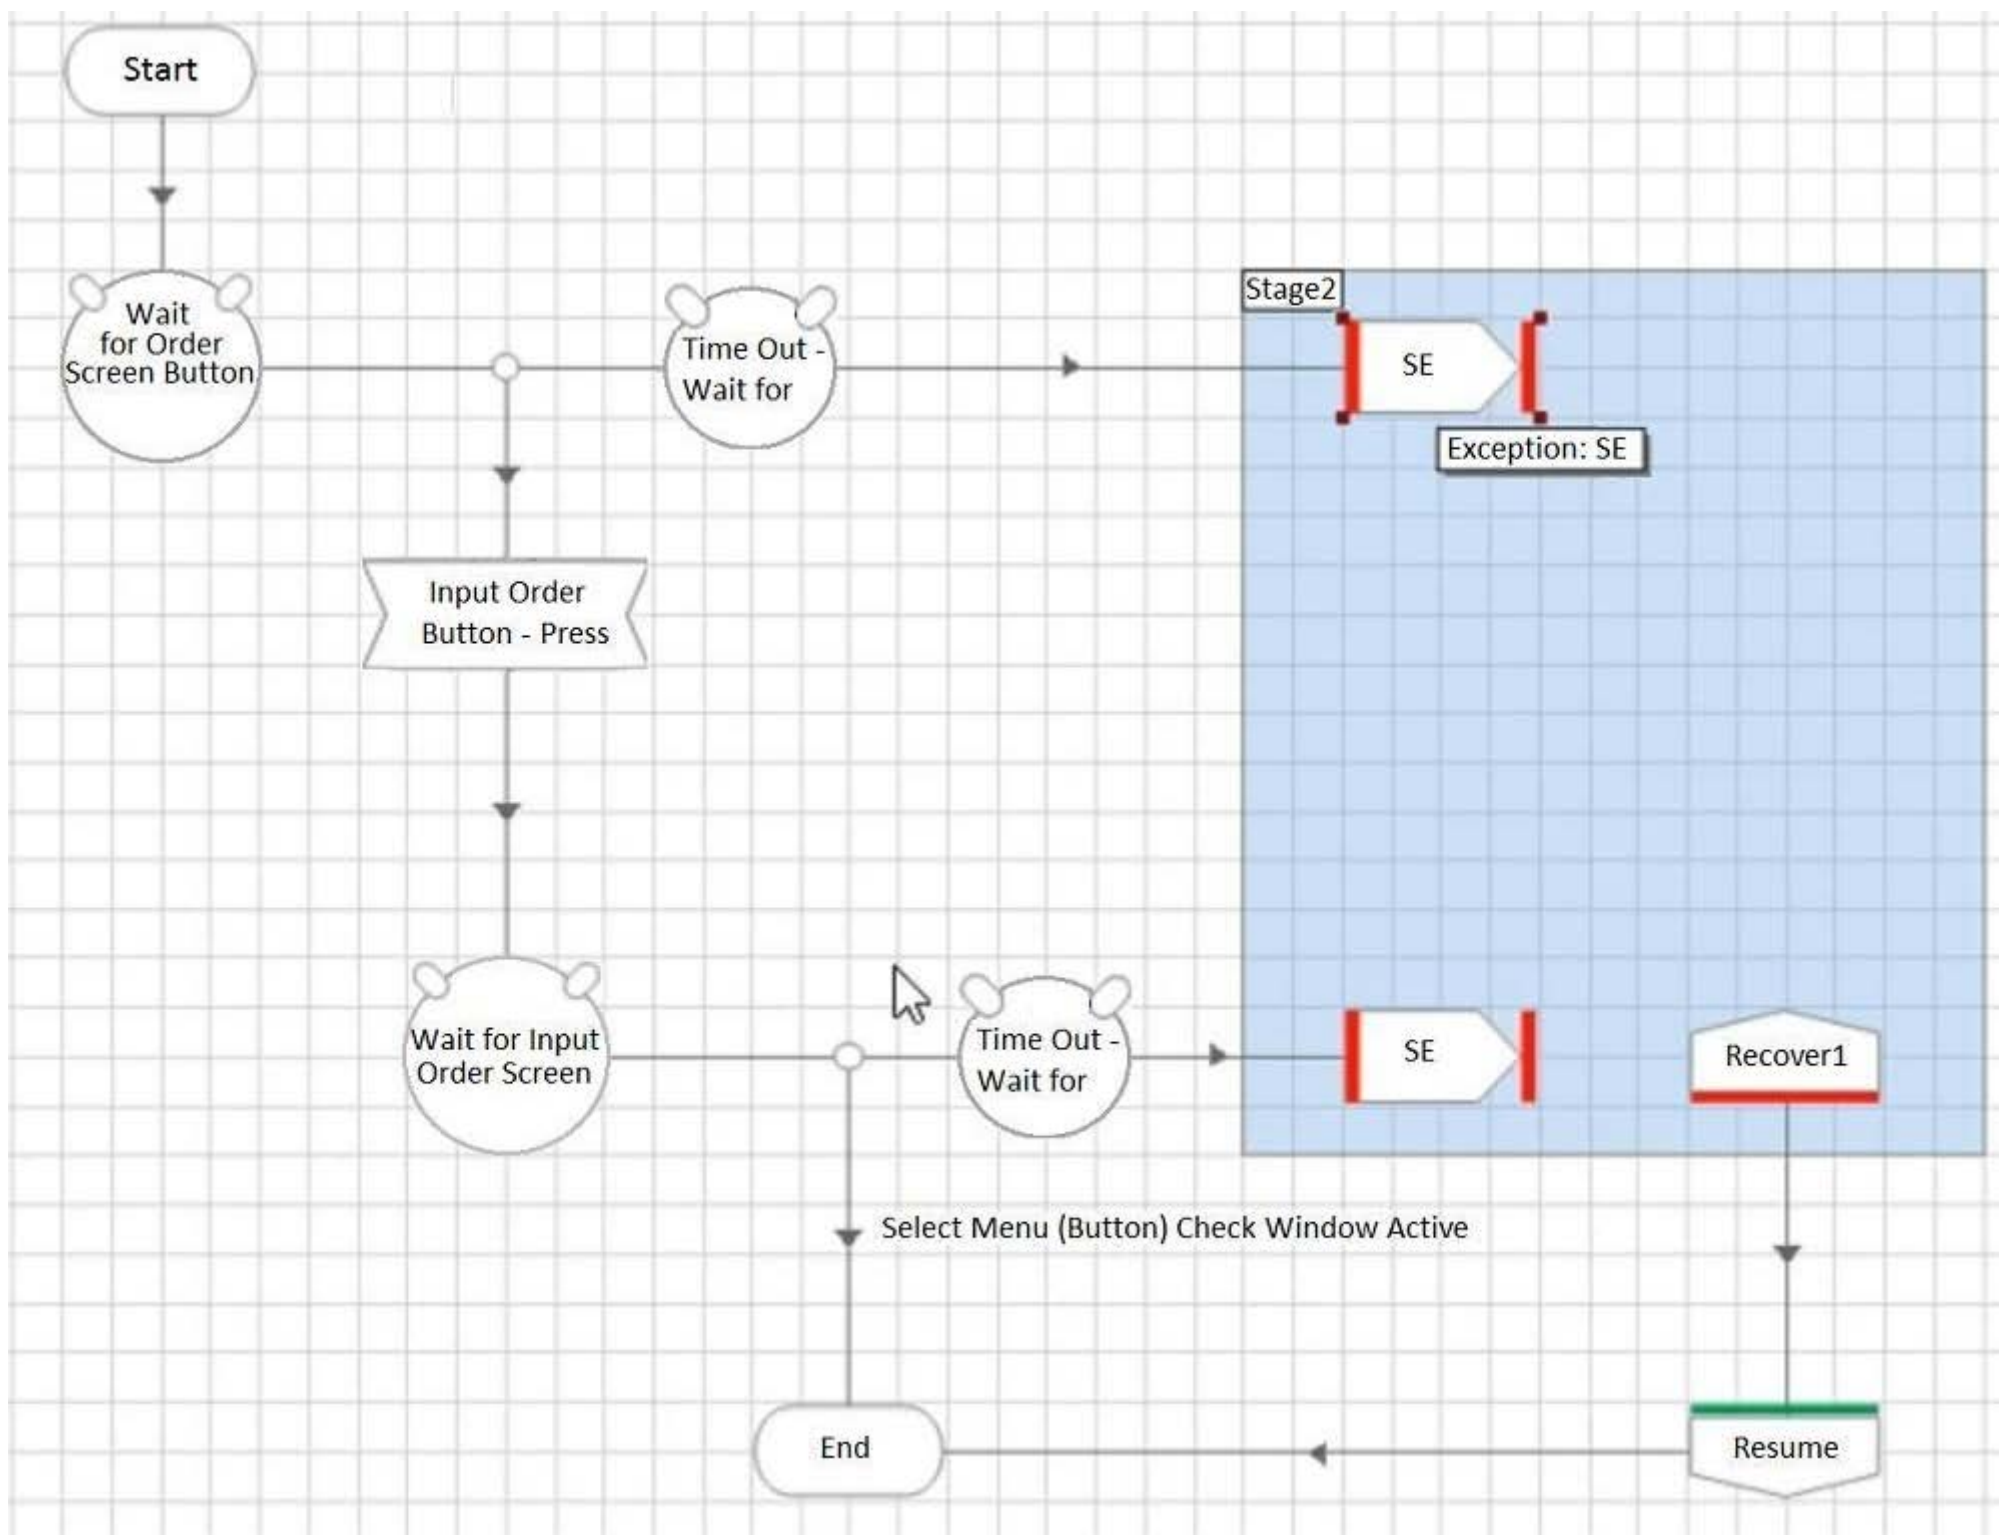 Start
Wait
for Order
Screen Button
Time Out -
Wait for
Stage2
SE
Exception: SE
Input Order
Button - Press
Wait for Input
Order Screen
Time Out -
Wait for
SE
Recover1
Select Menu (Button) Check Window Active
End
Resume